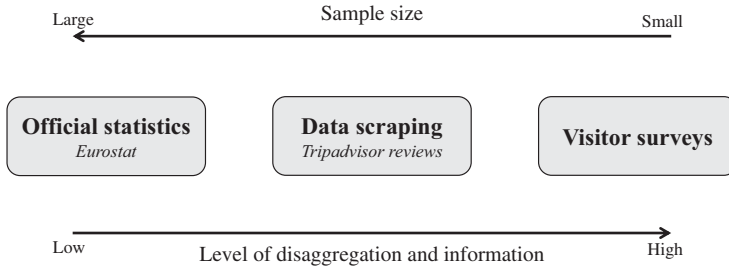 Sample size
Large
Small
Official statistics
Eurostat
Data scraping
Tripadvisor reviews
Visitor surveys
Low
High
Level of disaggregation and information